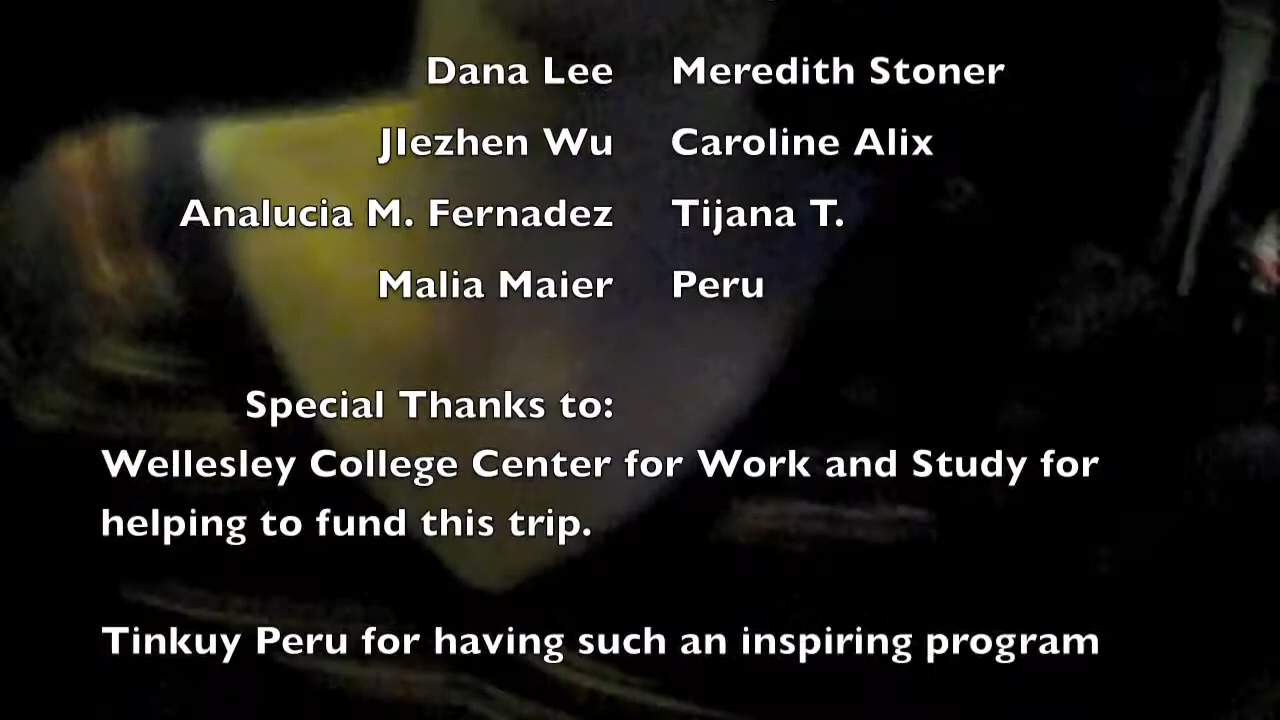 Dana Lee Meredith Stoner
JIezhen Wu Caroline Alix
Analucia M. Fernadez Tijana T.
Malia Maier Peru
Special Thanks to:
Wellesley College Center for Work and Study for
helping to fund this trip.
Tinkuy Peru for having such an inspiring program